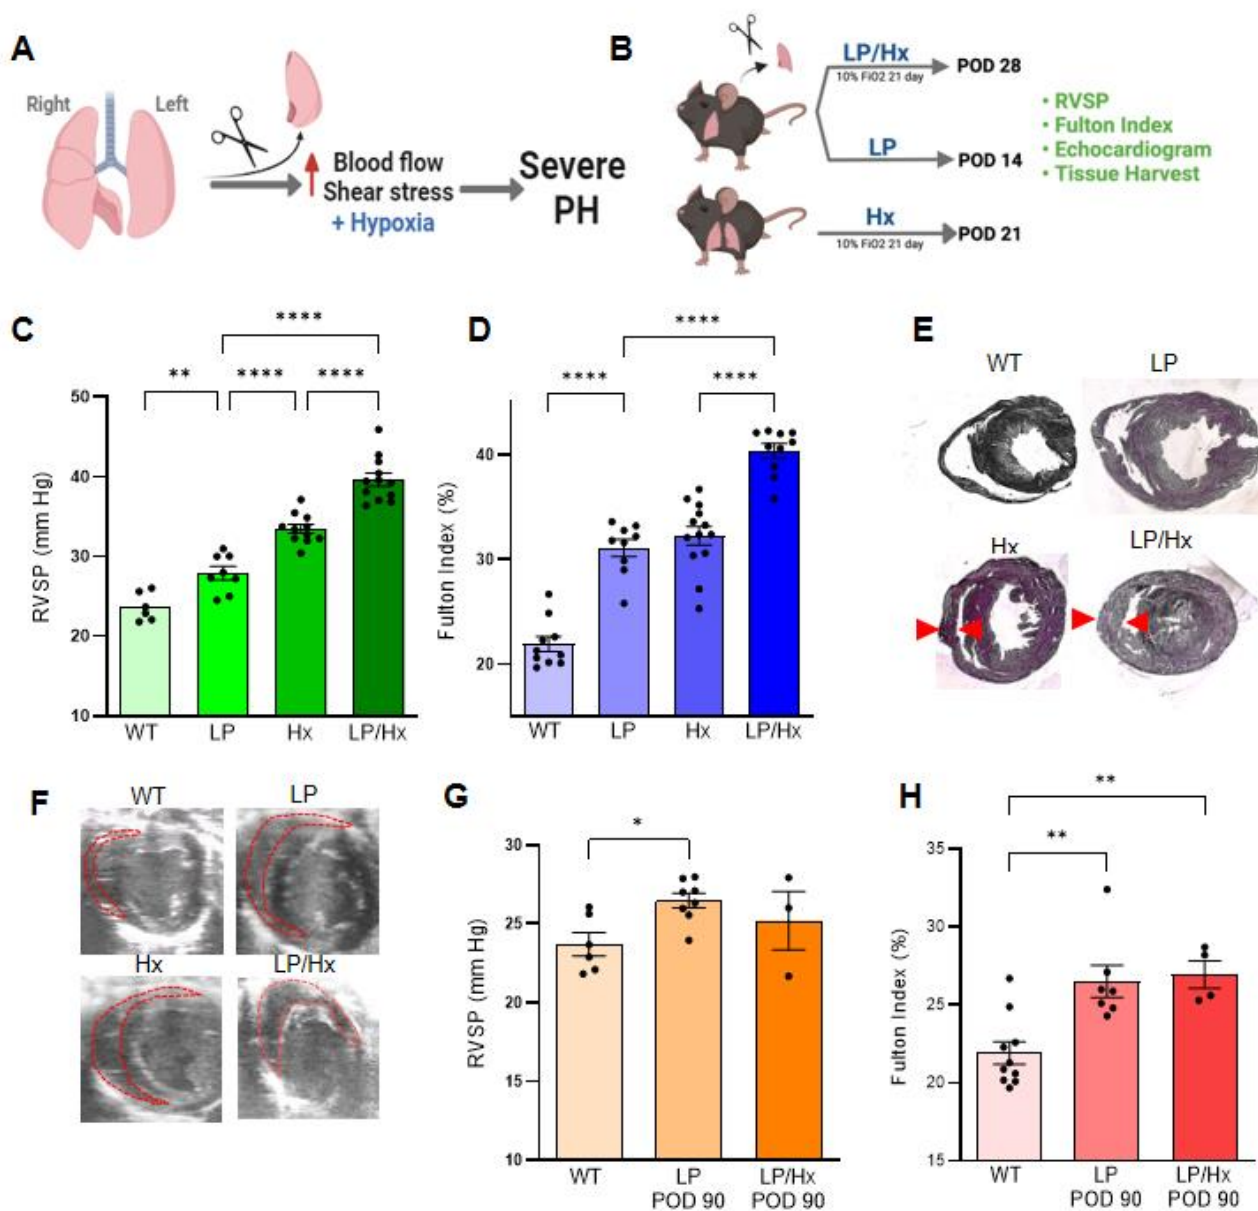 A
Right
Left
Blood flow
Shear stress
+ Hypoxia
Severe
PH
B
LP/Hx
10% FiO2 21 day
POD 28
LP
POD 14
Hx
10% FiO2 21 day
POD 21
• RVSP
• Fulton Index
• Echocardiogram
• Tissue Harvest
C
****
** **** ****
RVSP (mm Hg)
50
40
30
20
10
WT LP Hx LP/Hx
D
****
**** ****
Fulton Index (%)
40
30
20
WT LP Hx LP/Hx
E
WT LP
Hx LP/Hx
F
WT LP
Hx LP/Hx
G
*
RVSP (mm Hg)
30
25
20
15
10
WT LP LP/Hx
POD 90 POD 90
H
**
**
Fulton Index (%)
35
30
25
20
15
WT LP LP/Hx
POD 90 POD 90